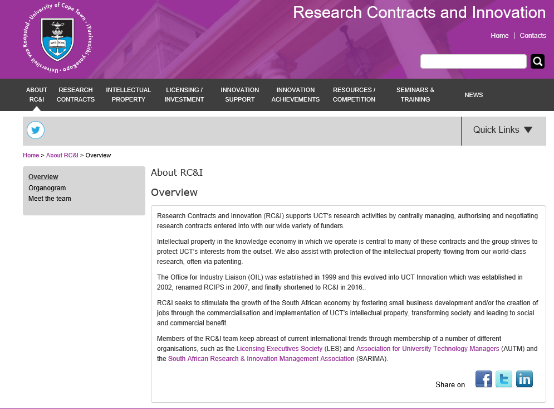 University of Cape Town
Research Contracts and Innovation
Home | Contacts
ABOUT RC&I
RESEARCH CONTRACTS
INTELLECTUAL PROPERTY
LICENSING / INVESTMENT
INNOVATION SUPPORT
INNOVATION ACHIEVEMENTS
RESOURCES / COMPETITION
SEMINARS & TRAINING
NEWS
Quick Links
Home > About RC&I > Overview
Overview
Organogram
Meet the team
About RC&I
Overview
Research Contracts and Innovation (RC&I) supports UCT's research activities by centrally managing, authorising and negotiating
research contracts entered into with our wide variety of funders
Intellectual property in the knowledge economy in which we operate is central to many of these contracts and the group strives to
protect UCT's interests from the outset. We also assist with protection of the intellectual property flowing from our world-class
research, often via patenting.
The Office for Industry Liaison (OIL) was established in 1999 and this evolved into UCT Innovation which was established in
2002, renamed RCIPS in 2007, and finally shortened to RC&I in 2016..
RC&I seeks to stimulate the growth of the South African economy by fostering small business development and/or the creation of
jobs through the commercialisation and implementation of UCT's intellectual property, transforming society and leading to social
and commercial benefit
Members of the RC&I team keep abreast of current international trends through membership of a number of different
organisations, such as the Licensing Executives Society (LES) and Association for University Technology Managers (AUTM) and
the South African Research & Innovation Management Association (SARIMA).
Share on